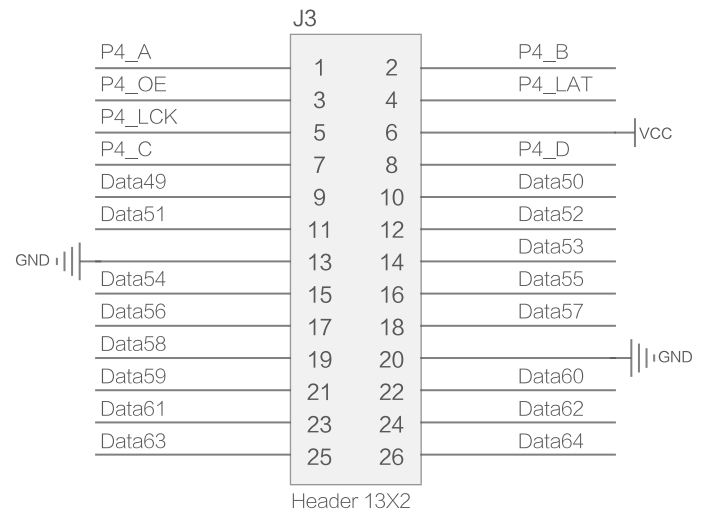 J3
P4_A 1 2 P4_B
P4_OE 3 4 P4_LAT
P4_LCK 5 6 VCC
P4_C 7 8 P4_D
Data49 9 10 Data50
Data51 11 12 Data52
GND 13 14 Data53
Data54 15 16 Data55
Data56 17 18 Data57
Data58 19 20 GND
Data59 21 22 Data60
Data61 23 24 Data62
Data63 25 26 Data64
Header 13X2